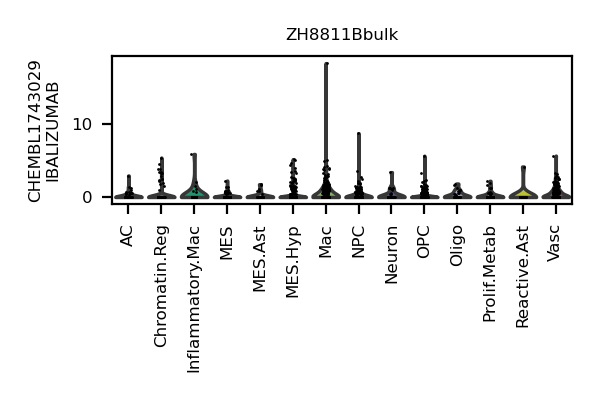 ZH8811Bbulk
CHEMBL1743029
IBALIZUMAB
10
0
AC
Chromatin.Reg
Inflammatory.Mac
MES
MES.Ast
MES.Hyp
Mac
NPC
Neuron
OPC
Oligo
Prolif.Metab
Reactive.Ast
Vasc